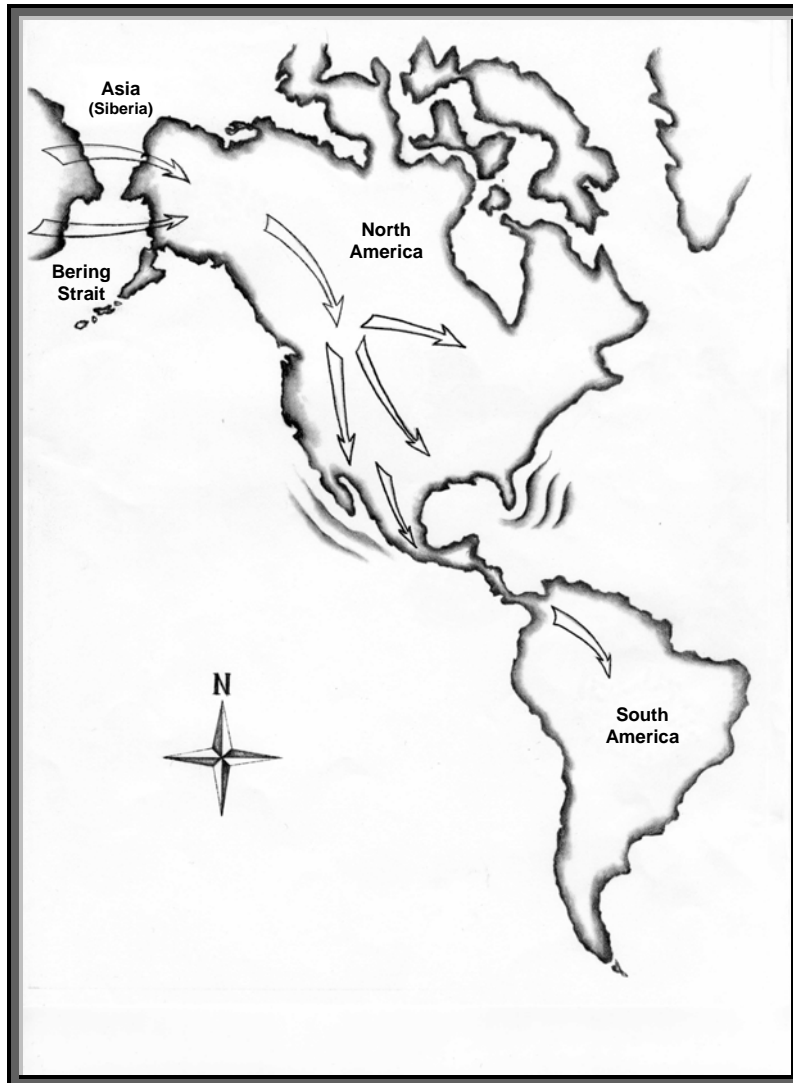 Asia
(Siberia)
North
America
Bering
Strait
N
South
America